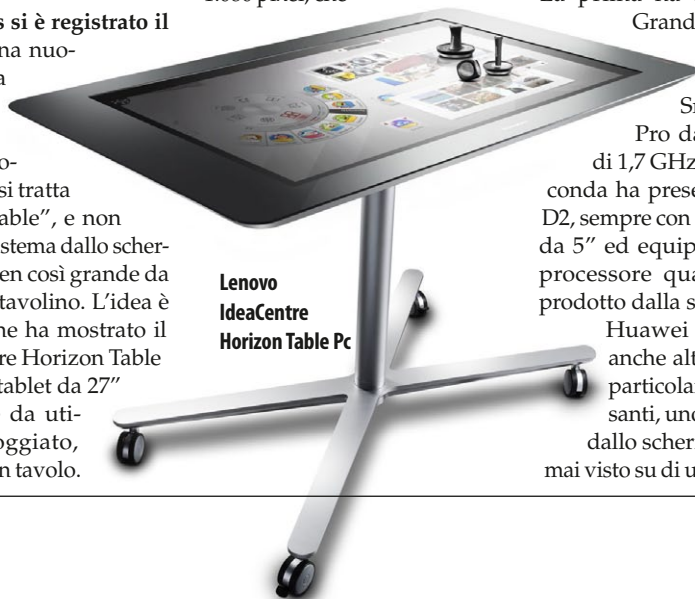 s si è registrato il
na nuo-
a
o-
si tratta
able”, e non
stema dallo scher-
en così grande da
tavolino. L’idea è
ne ha mostrato il
re Horizon Table
tablet da 27”
da uti-
oggiato,
n tavolo.
che
Lenovo
IdeaCentre
Horizon Table Pc
La prima ha
Grand
Pro da
di 1,7 GHz
conda ha prese
D2, sempre con
da 5” ed equip
processore qua
prodotto dalla s
Huawei
anche alt
particola
santi, uno
dallo scher
mai visto su di u